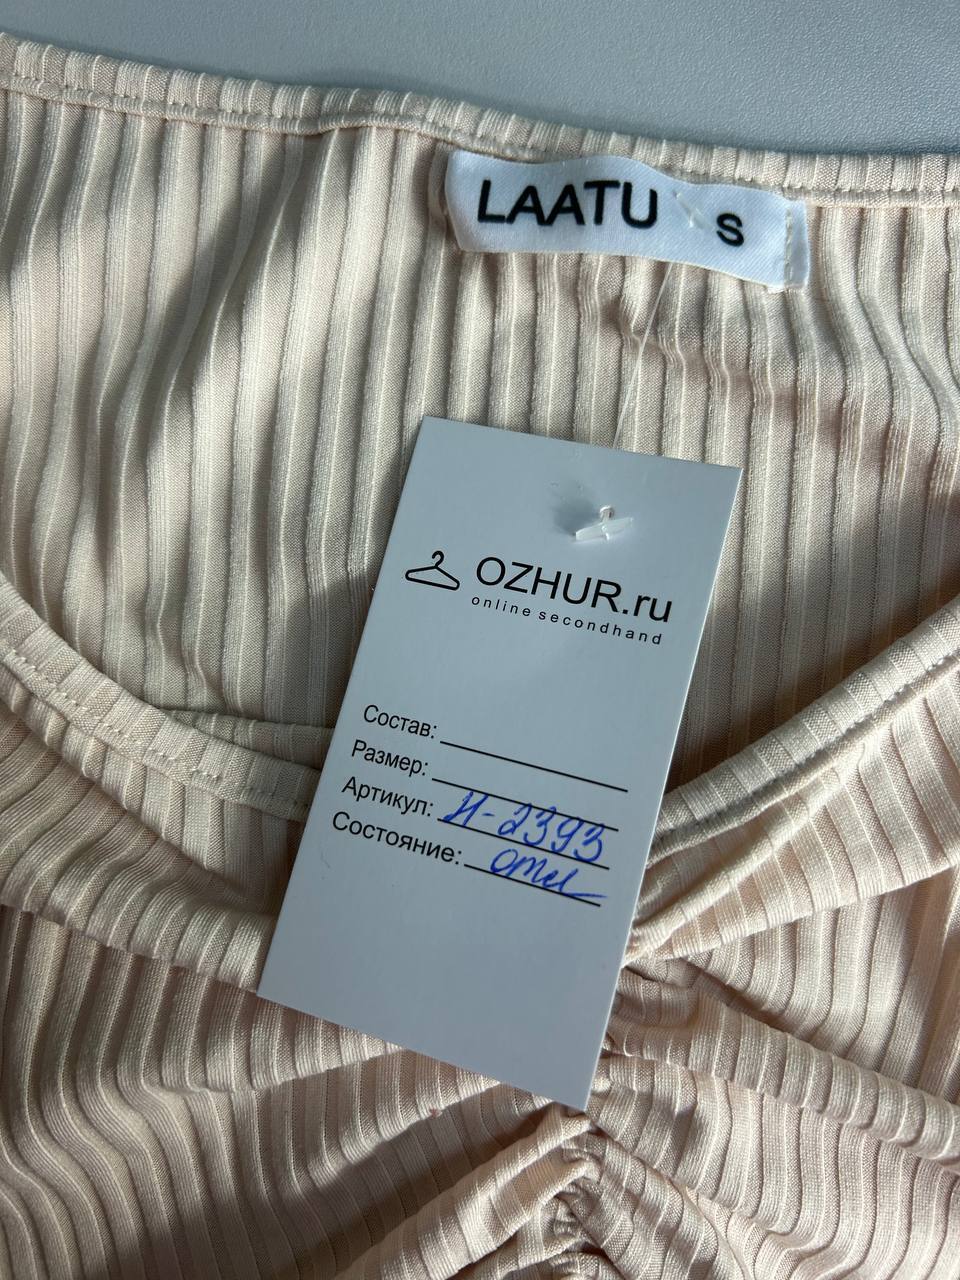 LAATU S
OZHUR.ru
online secondhand
Состав:
Размер:
Артикул: И-2393
Состояние: отл